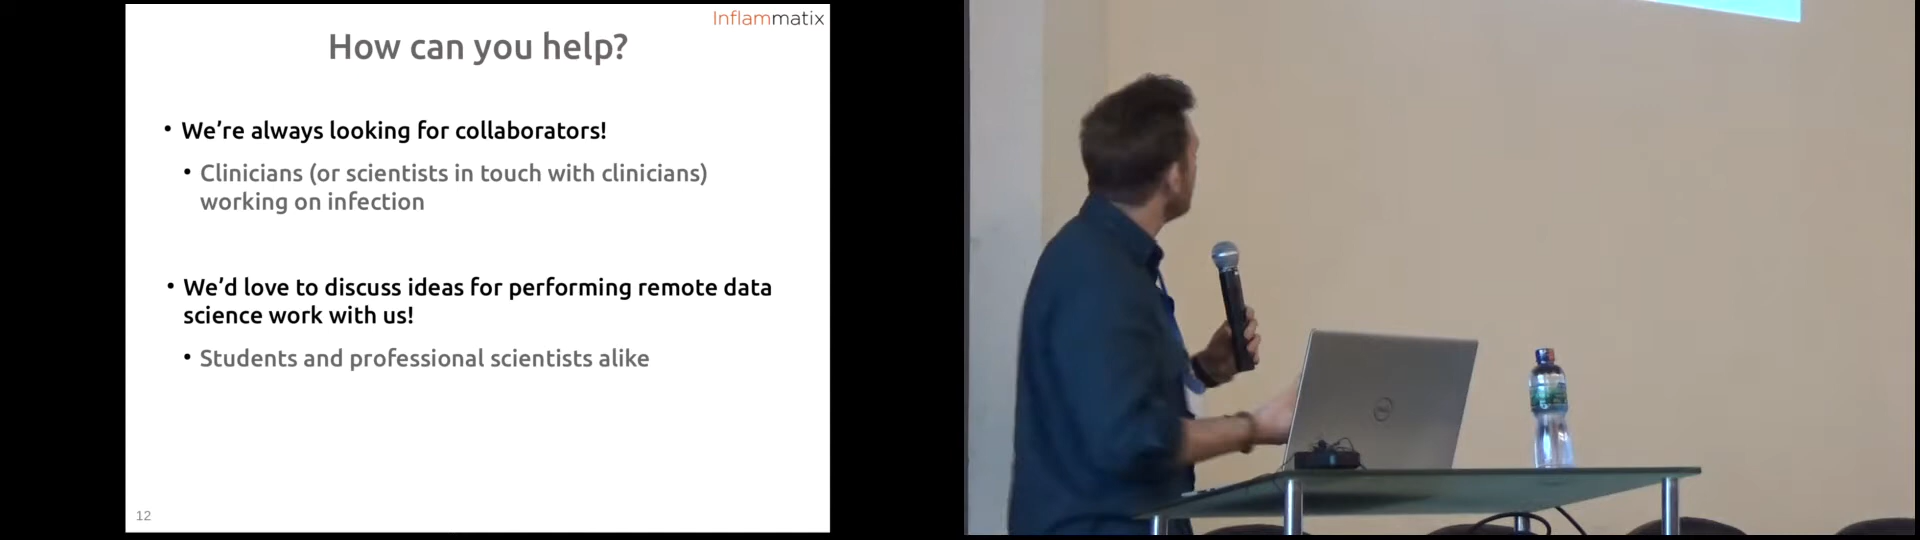 Inflammatix
How can you help?
• We're always looking for collaborators!
• Clinicians (or scientists in touch with clinicians)
working on infection
• We'd love to discuss ideas for performing remote data
science work with us!
• Students and professional scientists alike
12
DELL